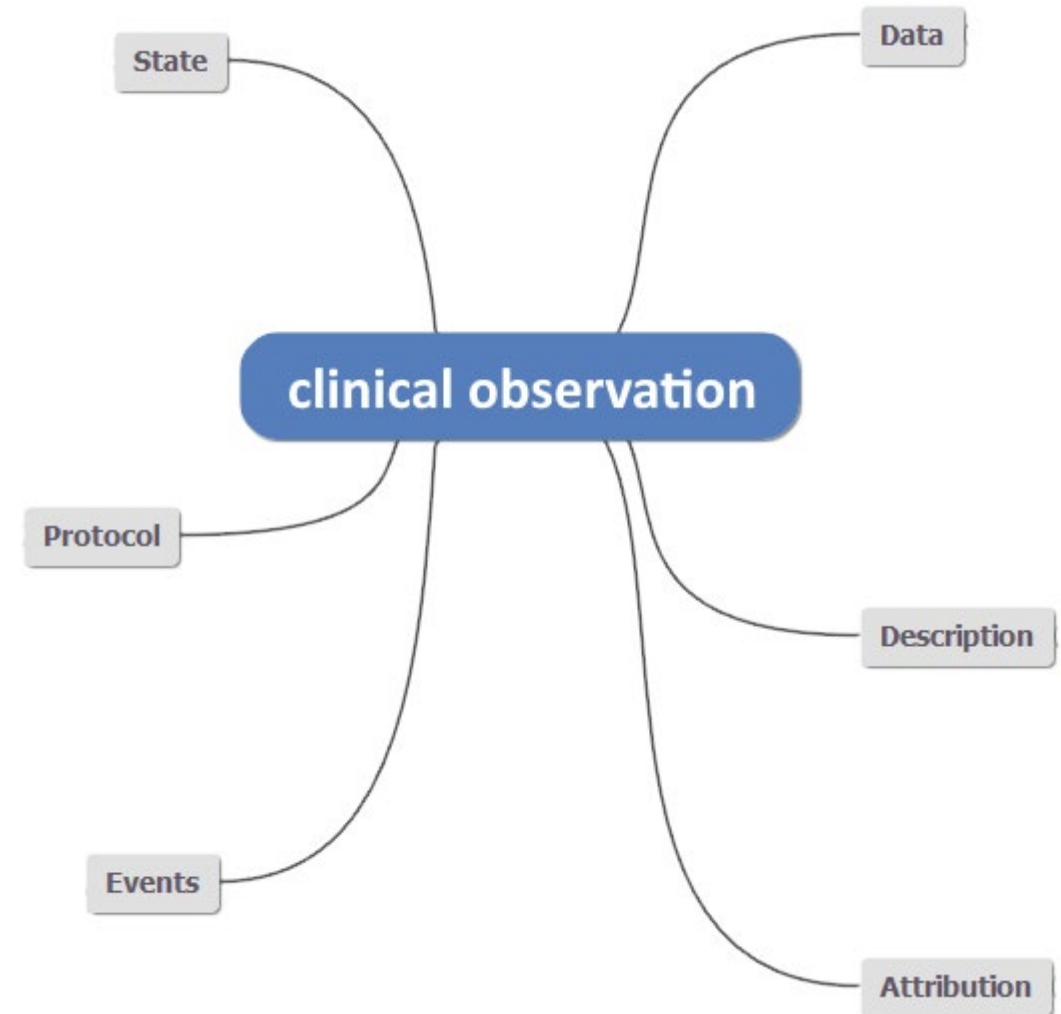 State
Data
clinical observation
Protocol
Description
Events
Attribution